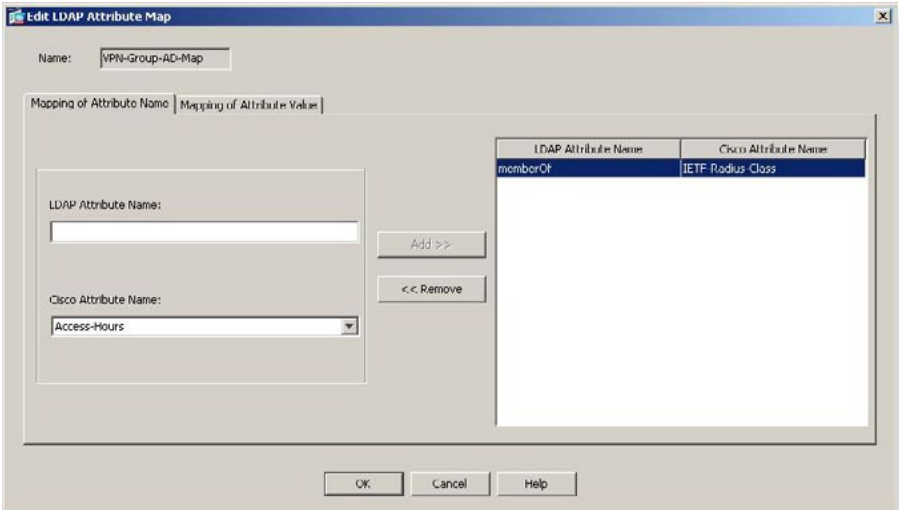 Edit LDAP Attribute Map
Name: VPN-Group-AD-Map
Mapping of Attribute Name Mapping of Attribute Value
LDAP Attribute Name Cisco Attribute Name
memberOf IETF-Radius-Class
LDAP Attribute Name:
Add >>
<< Remove
Cisco Attribute Name:
Access-Hours
OK Cancel Help